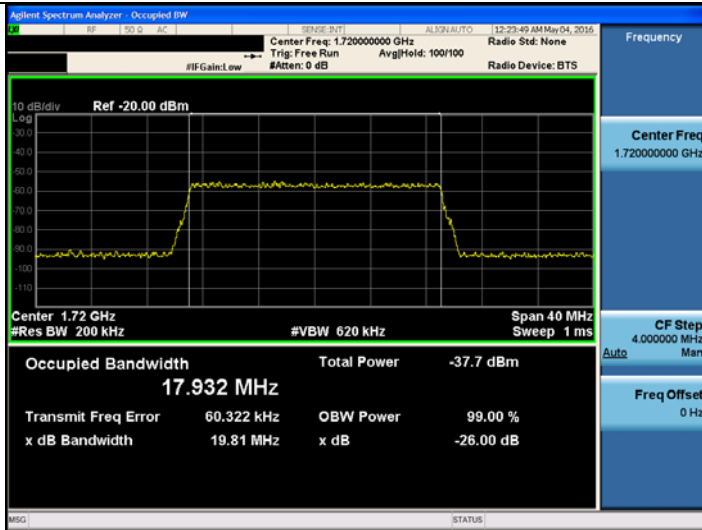 Agilent Spectrum Analyzer - Occupied BW
LXI RF 50 Ω AC SENSE:INT ALIGNAUTO 12:23:49 AM May 04, 2016
Center Freq: 1.720000000 GHz Radio Std: None
Trig: Free Run Avg|Hold: 100/100
#IFGain:Low #Atten: 0 dB Radio Device: BTS
Frequency
10 dB/div Ref -20.00 dBm
Log
-30.0
-40.0
-50.0
-60.0
-70.0
-80.0
-90.0
-100
-110
Center 1.72 GHz Span 40 MHz
#Res BW 200 kHz #VBW 620 kHz Sweep 1 ms
Occupied Bandwidth Total Power -37.7 dBm
17.932 MHz
Transmit Freq Error 60.322 kHz OBW Power 99.00 %
x dB Bandwidth 19.81 MHz x dB -26.00 dB
Center Freq
1.720000000 GHz
CF Step
4.000000 MHz
Auto Man
Freq Offset
0 Hz
MSG STATUS